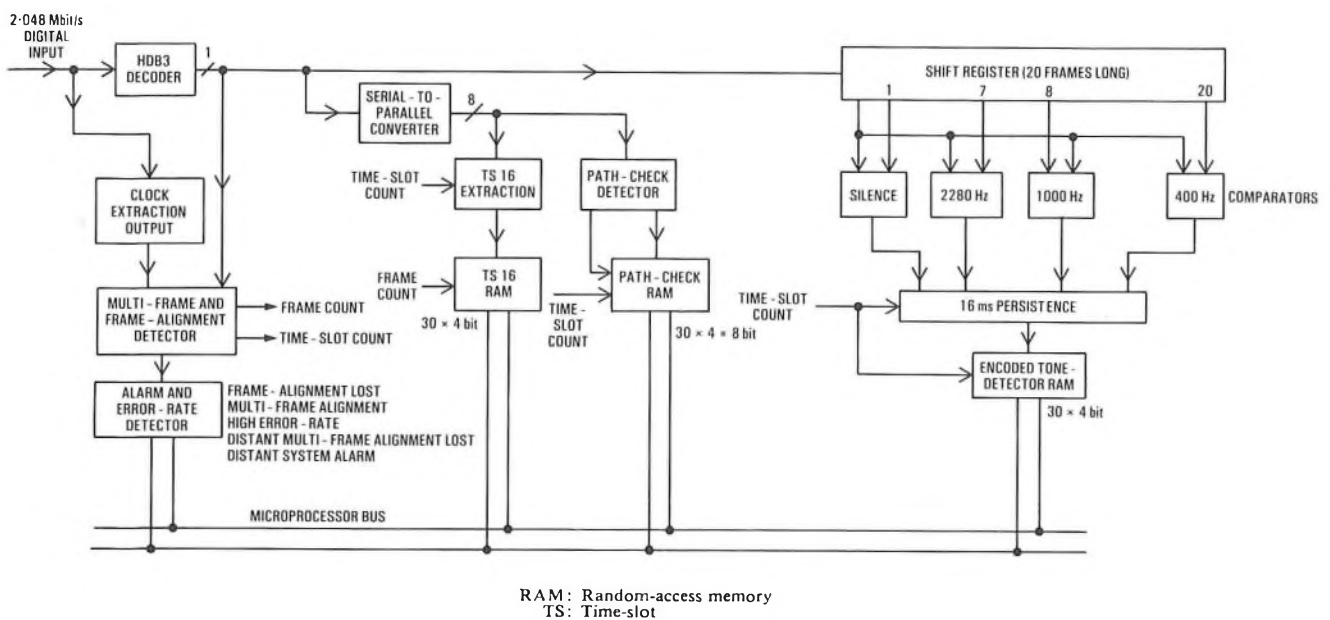 2·048 Mbit/s
DIGITAL
INPUT
HDB3
DECODER
1
SERIAL - TO -
PARALLEL
CONVERTER
8
SHIFT REGISTER (20 FRAMES LONG)
1
7
8
20
CLOCK
EXTRACTION
OUTPUT
TIME - SLOT
COUNT
TS 16
EXTRACTION
PATH - CHECK
DETECTOR
SILENCE
2280 Hz
1000 Hz
400 Hz
COMPARATORS
MULTI - FRAME AND
FRAME - ALIGNMENT
DETECTOR
FRAME COUNT
TIME - SLOT COUNT
FRAME
COUNT
TS 16
RAM
30 × 4 bit
TIME -
SLOT
COUNT
PATH - CHECK
RAM
30 × 4 × 8 bit
TIME - SLOT
COUNT
16 ms PERSISTENCE
ENCODED TONE -
DETECTOR RAM
30 × 4 bit
ALARM AND
ERROR - RATE
DETECTOR
FRAME - ALIGNMENT LOST
MULTI - FRAME ALIGNMENT
HIGH ERROR - RATE
DISTANT MULTI - FRAME ALIGNMENT LOST
DISTANT SYSTEM ALARM
MICROPROCESSOR BUS
RAM: Random-access memory
TS: Time-slot